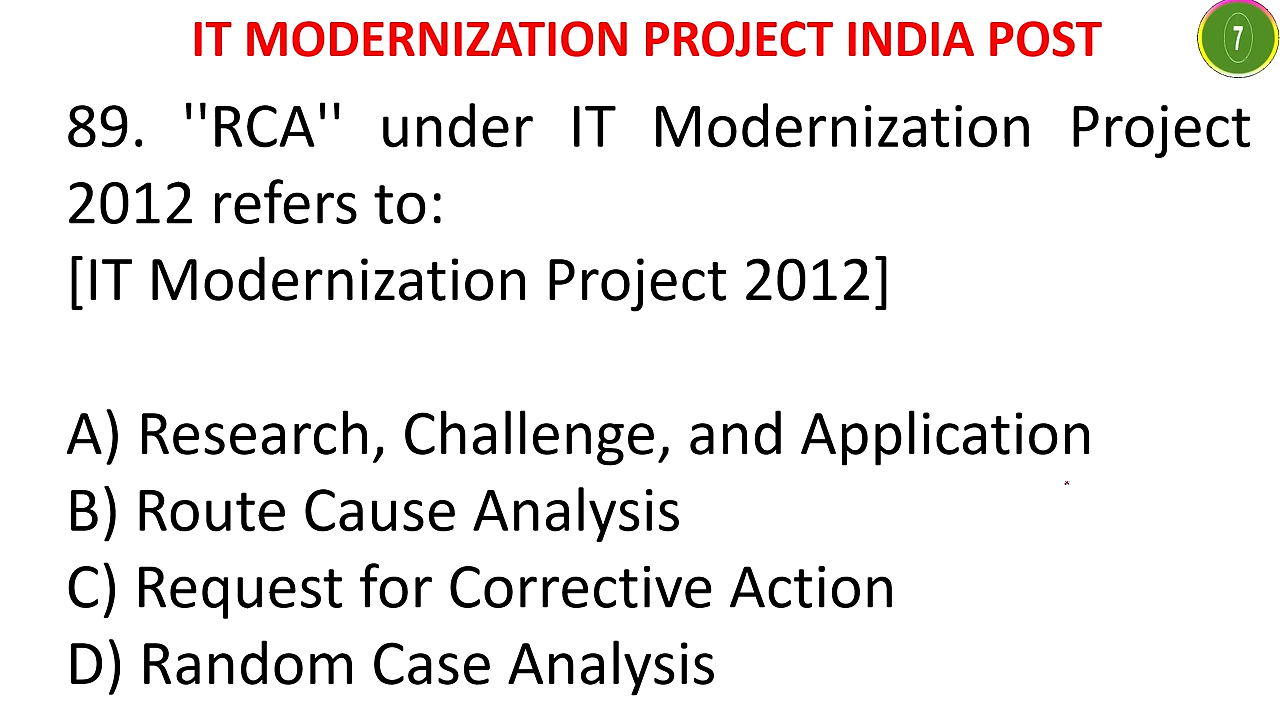 IT MODERNIZATION PROJECT INDIA POST
7
89. "RCA" under IT Modernization Project
2012 refers to:
[IT Modernization Project 2012]
A) Research, Challenge, and Application
B) Route Cause Analysis
C) Request for Corrective Action
D) Random Case Analysis